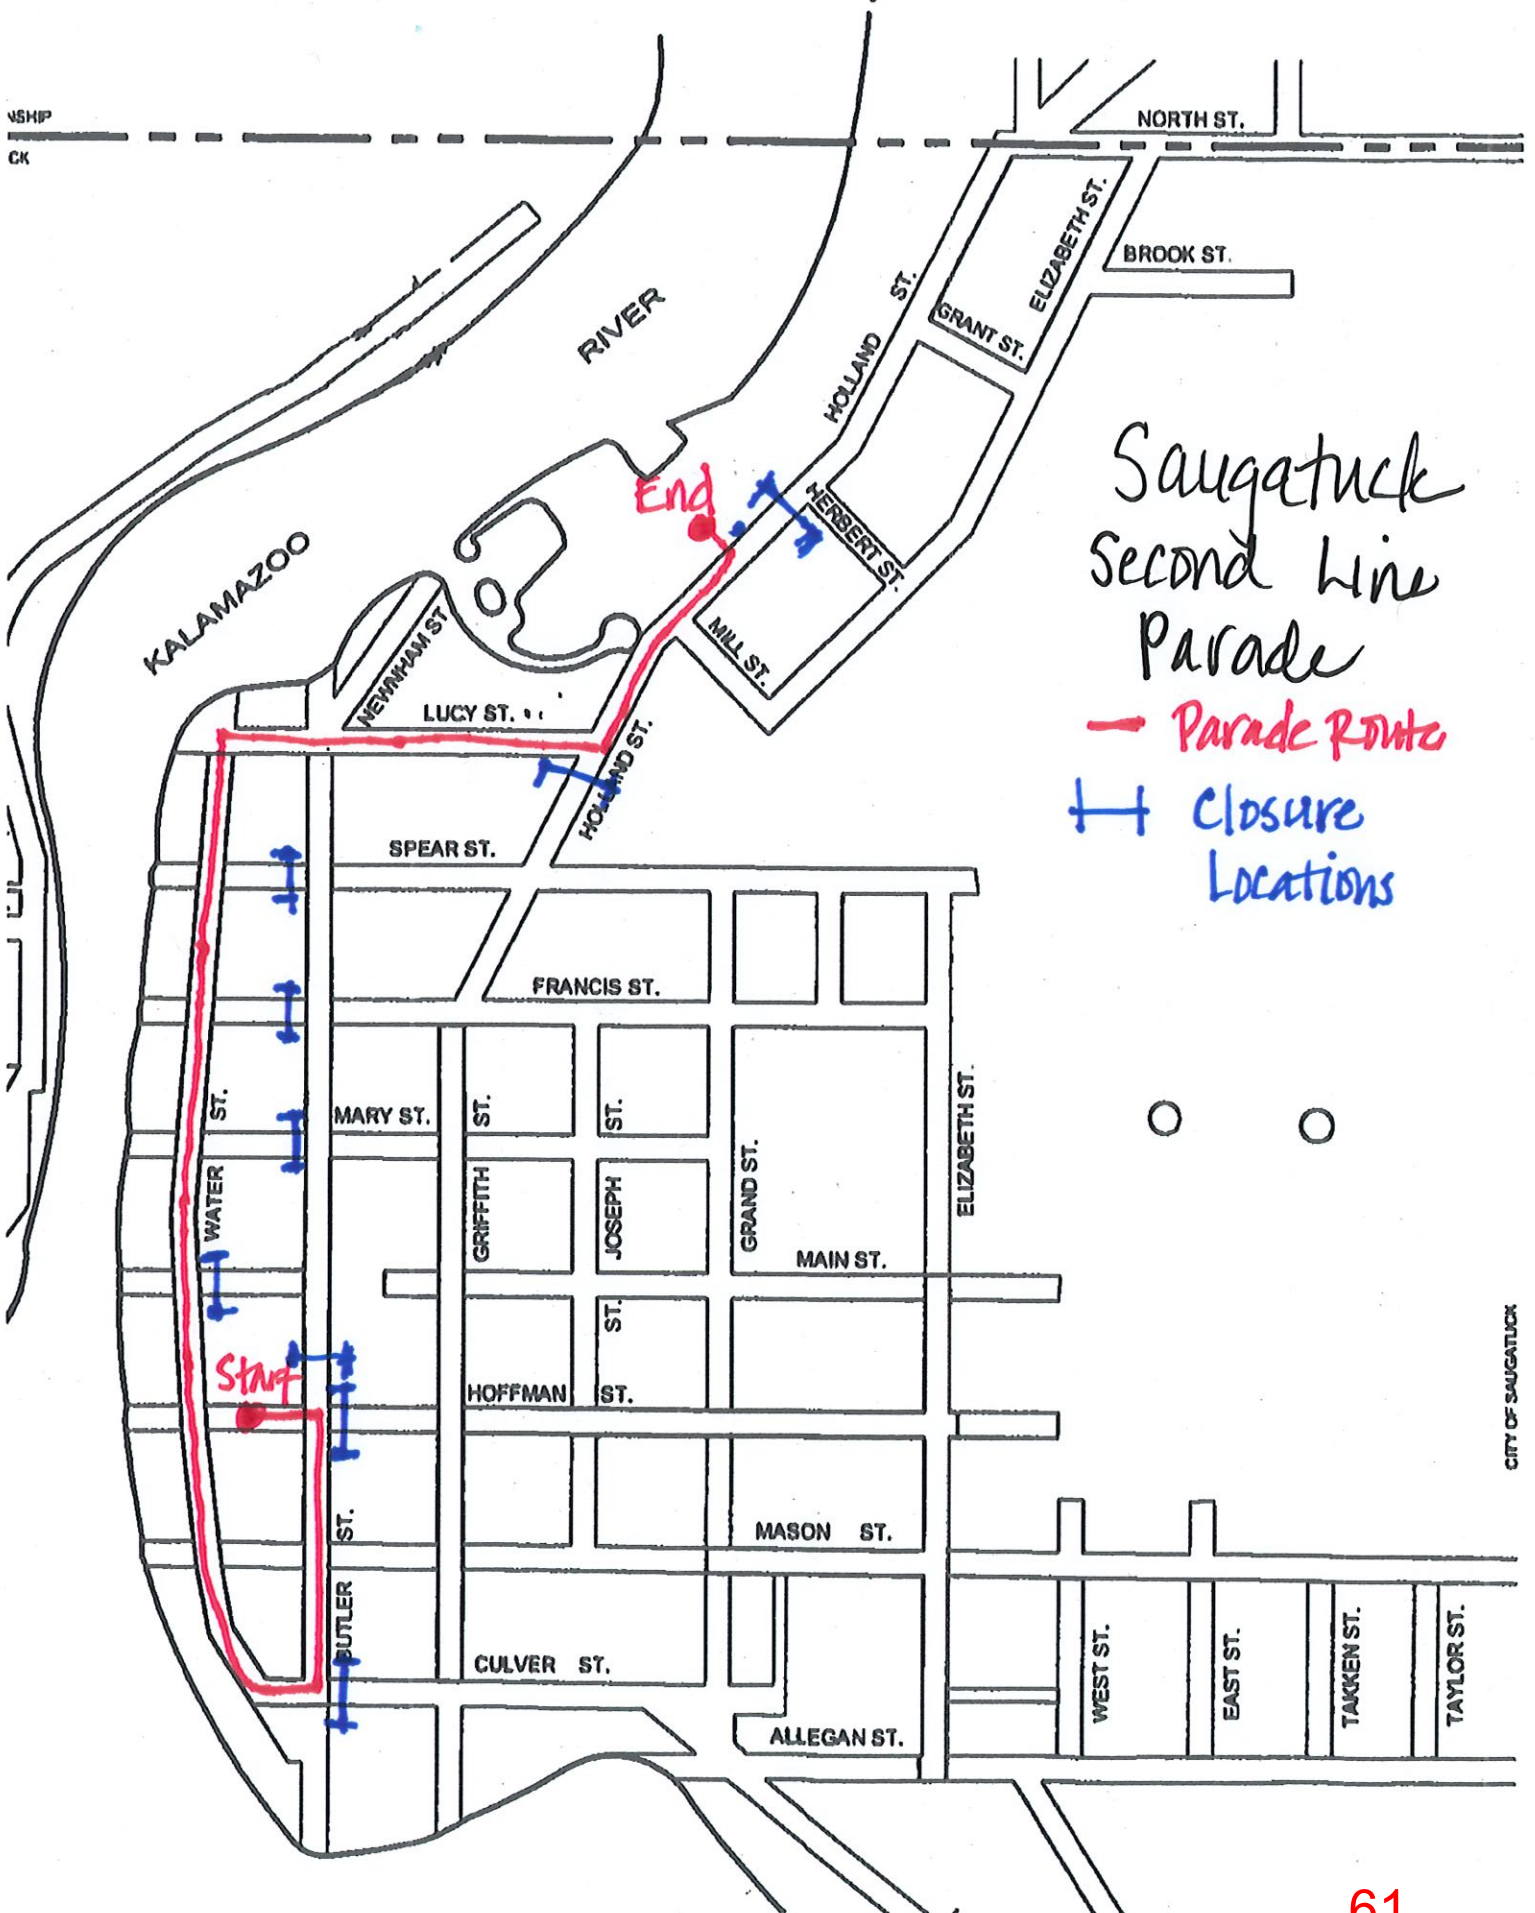 NSHIP
CK
NORTH ST.
ELIZABETH ST.
BROOK ST.
HOLLAND ST.
GRANT ST.
RIVER
KALAMAZOO
End
HERBERT ST.
MILL ST.
NEWNHAM ST
LUCY ST.
HOLLAND ST.
Saugatuck
Second Line
Parade
Parade Route
Closure
Locations
SPEAR ST.
FRANCIS ST.
WATER ST.
MARY ST.
GRIFFITH ST.
JOSEPH ST.
GRAND ST.
ELIZABETH ST.
MAIN ST.
ST.
Start
HOFFMAN ST.
BUTLER ST.
MASON ST.
CULVER ST.
ALLEGAN ST.
WEST ST.
EAST ST.
TAKKEN ST.
TAYLOR ST.
CITY OF SAUGATUCK
61